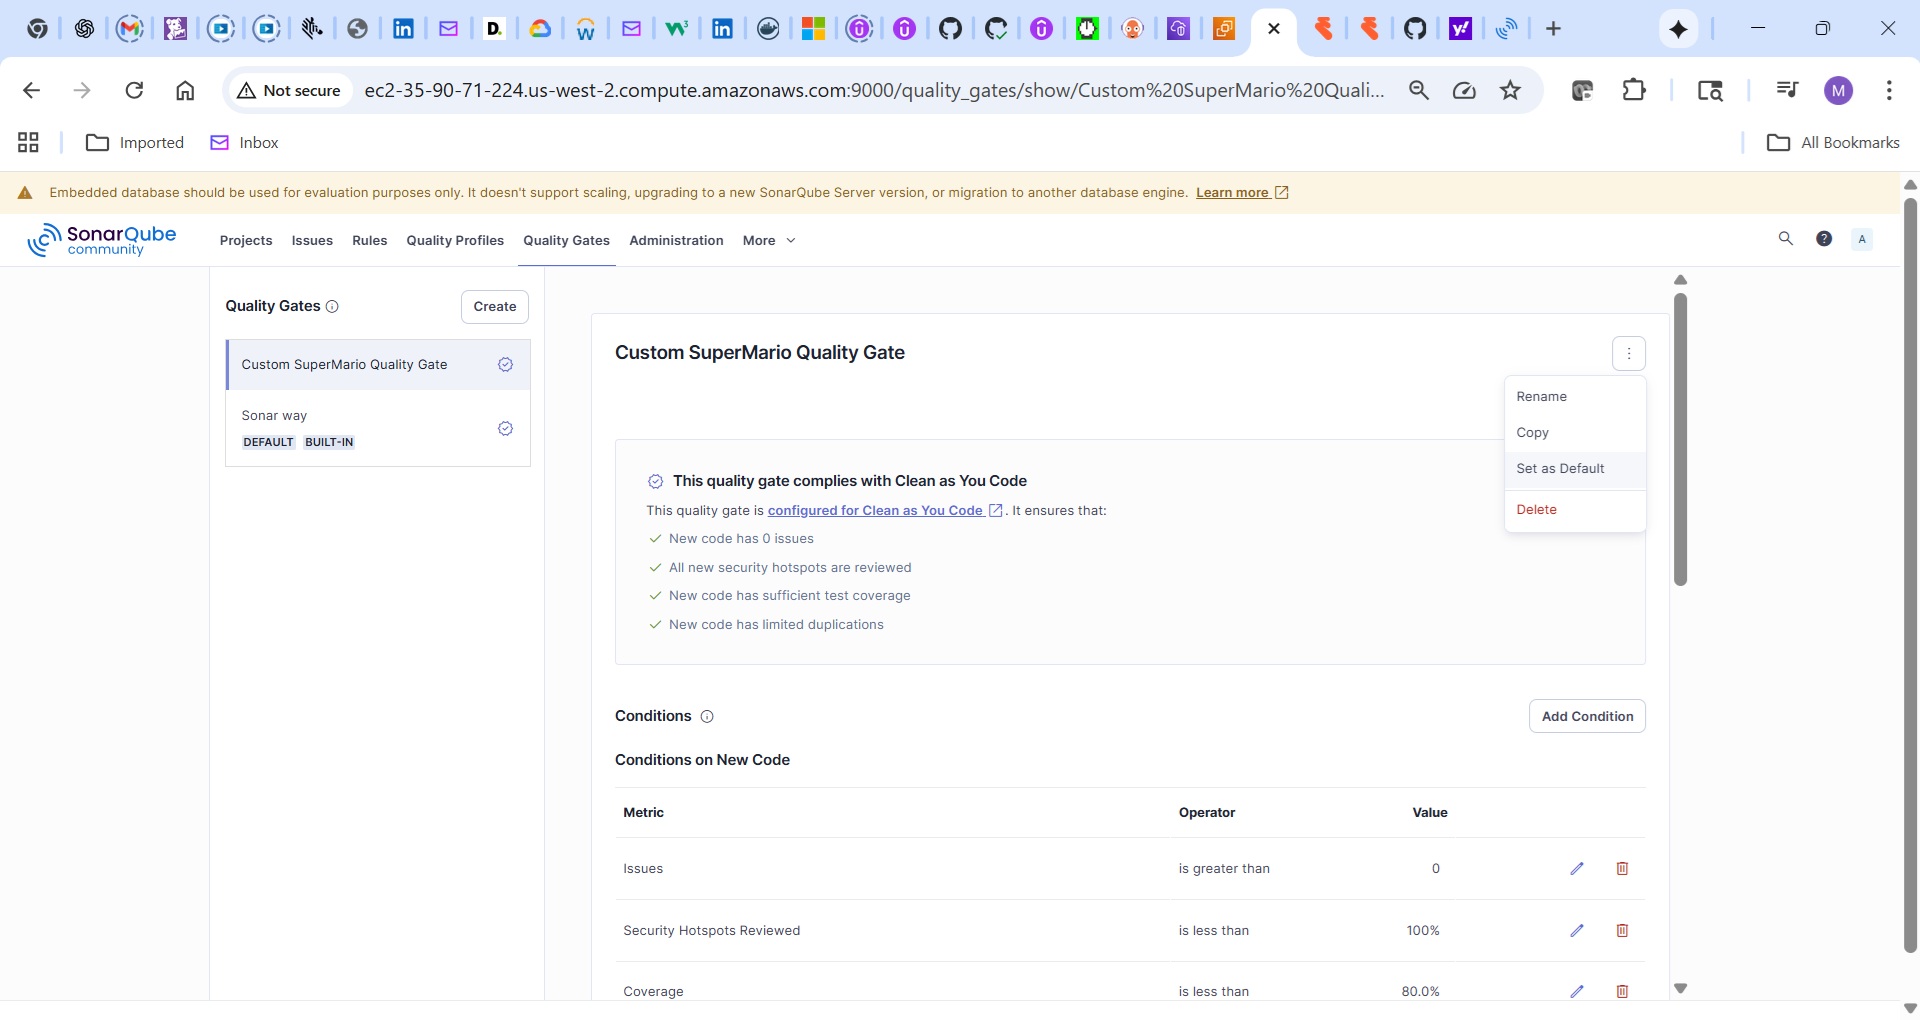 Not secure
ec2-35-90-71-224.us-west-2.compute.amazonaws.com:9000/quality_gates/show/Custom%20SuperMario%20Quali...
M
Imported
Inbox
All Bookmarks
Embedded database should be used for evaluation purposes only. It doesn't support scaling, upgrading to a new SonarQube Server version, or migration to another database engine. Learn more
SonarQube
community
Projects
Issues
Rules
Quality Profiles
Quality Gates
Administration
More
A
Quality Gates
Create
Custom SuperMario Quality Gate
Sonar way
DEFAULT BUILT-IN
Custom SuperMario Quality Gate
Rename
Copy
Set as Default
Delete
This quality gate complies with Clean as You Code
This quality gate is configured for Clean as You Code . It ensures that:
New code has 0 issues
All new security hotspots are reviewed
New code has sufficient test coverage
New code has limited duplications
Conditions
Add Condition
Conditions on New Code
Metric Operator Value
Issues is greater than 0
Security Hotspots Reviewed is less than 100%
Coverage is less than 80.0%